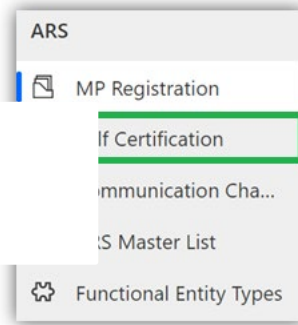 ARS
MP Registration
lf Certification
mmunication Cha...
S Master List
Functional Entity Types